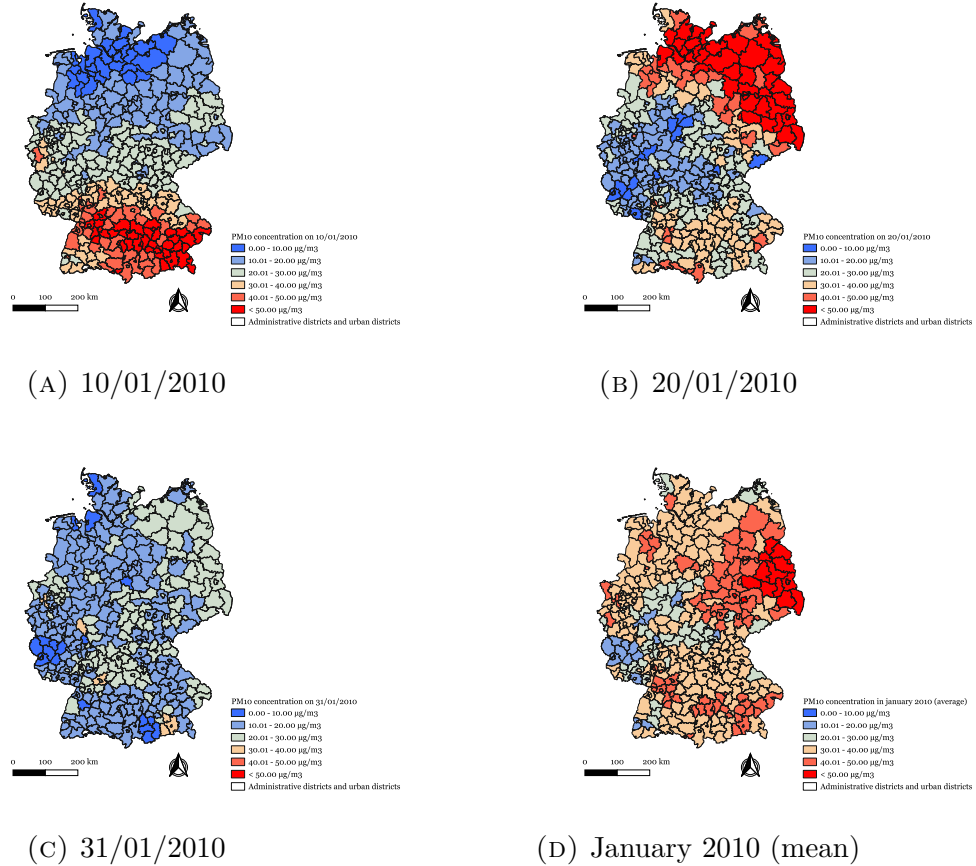 PM10 concentration on 10/01/2010
0.00 - 10.00 µg/m3
10.01 - 20.00 µg/m3
20.01 - 30.00 µg/m3
30.01 - 40.00 µg/m3
40.01 - 50.00 µg/m3
< 50.00 µg/m3
Administrative districts and urban districts
0 100 200 km
(A) 10/01/2010
PM10 concentration on 20/01/2010
0.00 - 10.00 µg/m3
10.01 - 20.00 µg/m3
20.01 - 30.00 µg/m3
30.01 - 40.00 µg/m3
40.01 - 50.00 µg/m3
< 50.00 µg/m3
Administrative districts and urban districts
0 100 200 km
(B) 20/01/2010
PM10 concentration on 31/01/2010
0.00 - 10.00 µg/m3
10.01 - 20.00 µg/m3
20.01 - 30.00 µg/m3
30.01 - 40.00 µg/m3
40.01 - 50.00 µg/m3
< 50.00 µg/m3
Administrative districts and urban districts
0 100 200 km
(C) 31/01/2010
PM10 concentration in january 2010 (average)
0.00 - 10.00 µg/m3
10.01 - 20.00 µg/m3
20.01 - 30.00 µg/m3
30.01 - 40.00 µg/m3
40.01 - 50.00 µg/m3
< 50.00 µg/m3
Administrative districts and urban districts
0 100 200 km
(D) January 2010 (mean)